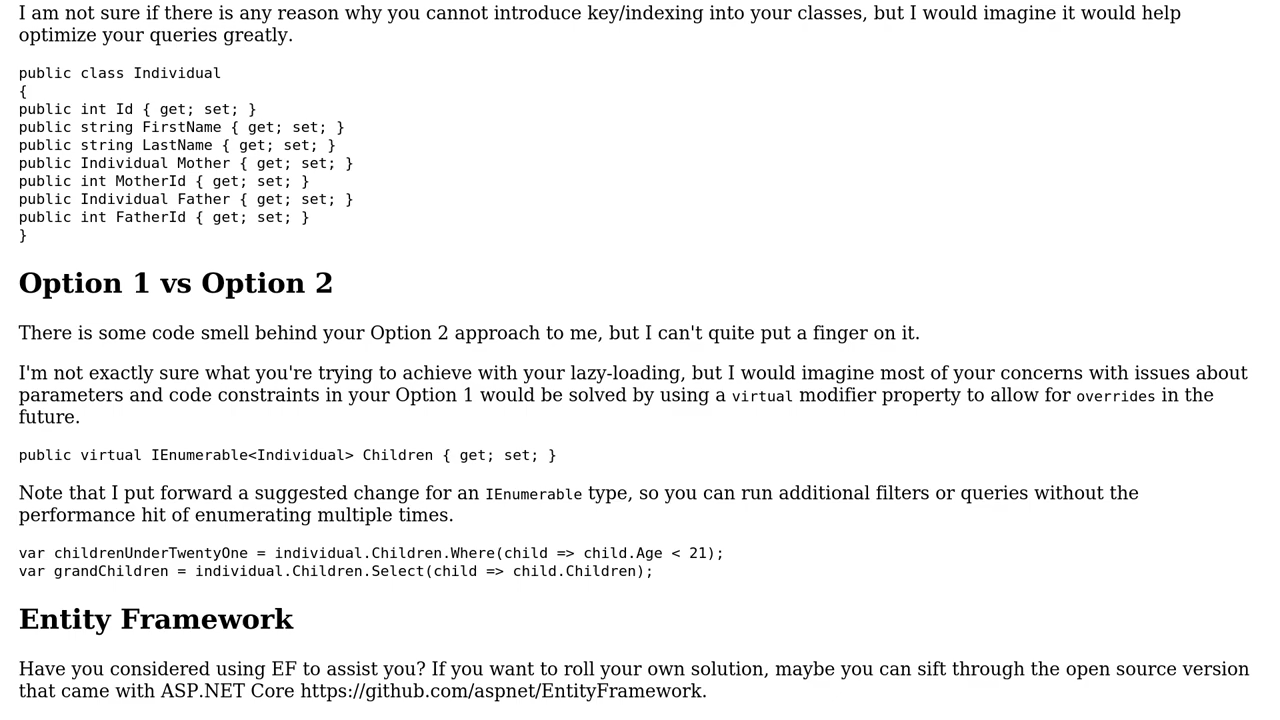 I am not sure if there is any reason why you cannot introduce key/indexing into your classes, but I would imagine it would help
optimize your queries greatly.
public class Individual
{
public int Id { get; set; }
public string FirstName { get; set; }
public string LastName { get; set; }
public Individual Mother { get; set; }
public int MotherId { get; set; }
public Individual Father { get; set; }
public int FatherId { get; set; }
}
Option 1 vs Option 2
There is some code smell behind your Option 2 approach to me, but I can't quite put a finger on it.
I'm not exactly sure what you're trying to achieve with your lazy-loading, but I would imagine most of your concerns with issues about
parameters and code constraints in your Option 1 would be solved by using a virtual modifier property to allow for overrides in the
future.
public virtual IEnumerable<Individual> Children { get; set; }
Note that I put forward a suggested change for an IEnumerable type, so you can run additional filters or queries without the
performance hit of enumerating multiple times.
var childrenUnderTwentyOne = individual.Children.Where(child => child.Age < 21);
var grandChildren = individual.Children.Select(child => child.Children);
Entity Framework
Have you considered using EF to assist you? If you want to roll your own solution, maybe you can sift through the open source version
that came with ASP.NET Core https://github.com/aspnet/EntityFramework.